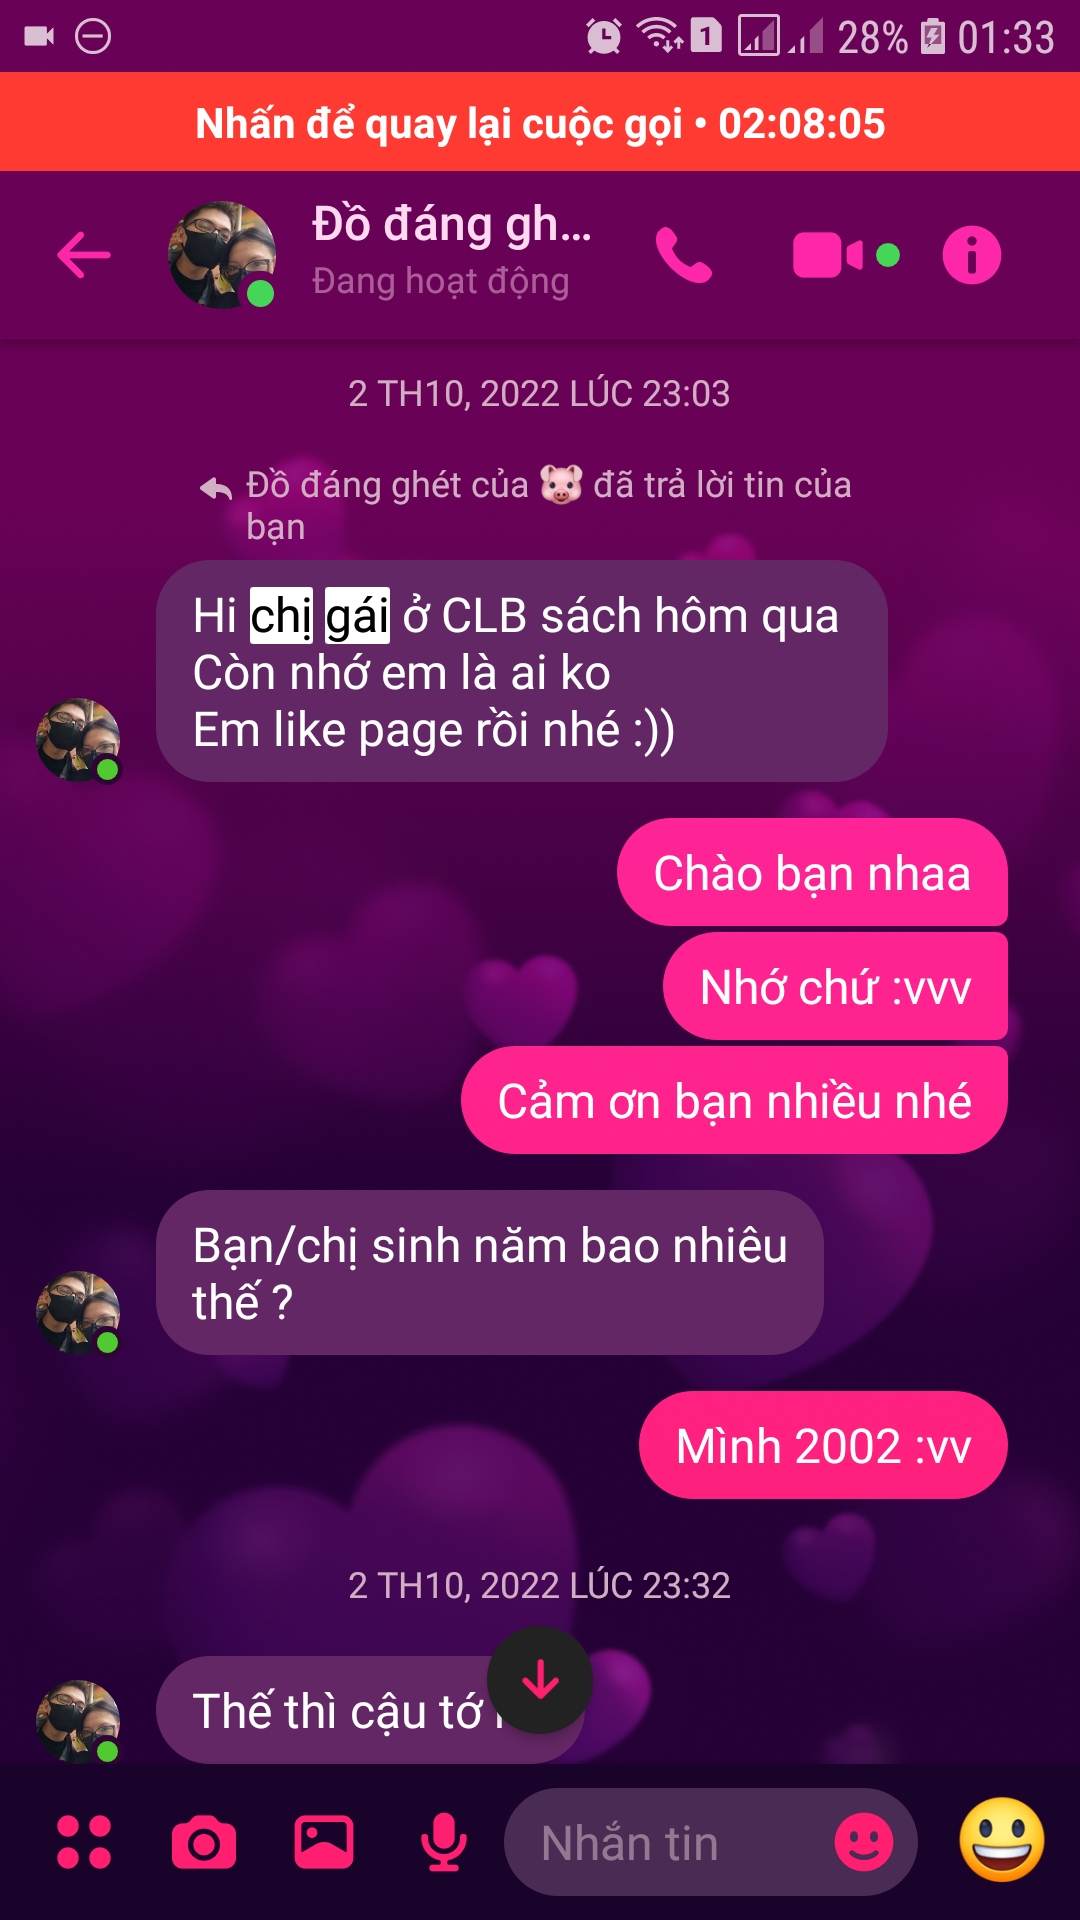 1 28% 01:33
Nhấn để quay lại cuộc gọi • 02:08:05
Đồ đáng gh...
Đang hoạt động
2 TH10, 2022 LÚC 23:03
Đồ đáng ghét của 🐷 đã trả lời tin của
bạn
Hi chị gái ở CLB sách hôm qua
Còn nhớ em là ai ko
Em like page rồi nhé :))
Chào bạn nhaa
Nhớ chứ :vvv
Cảm ơn bạn nhiều nhé
Bạn/chị sinh năm bao nhiêu
thế ?
Mình 2002 :vv
2 TH10, 2022 LÚC 23:32
Thế thì cậu tớ
Nhắn tin